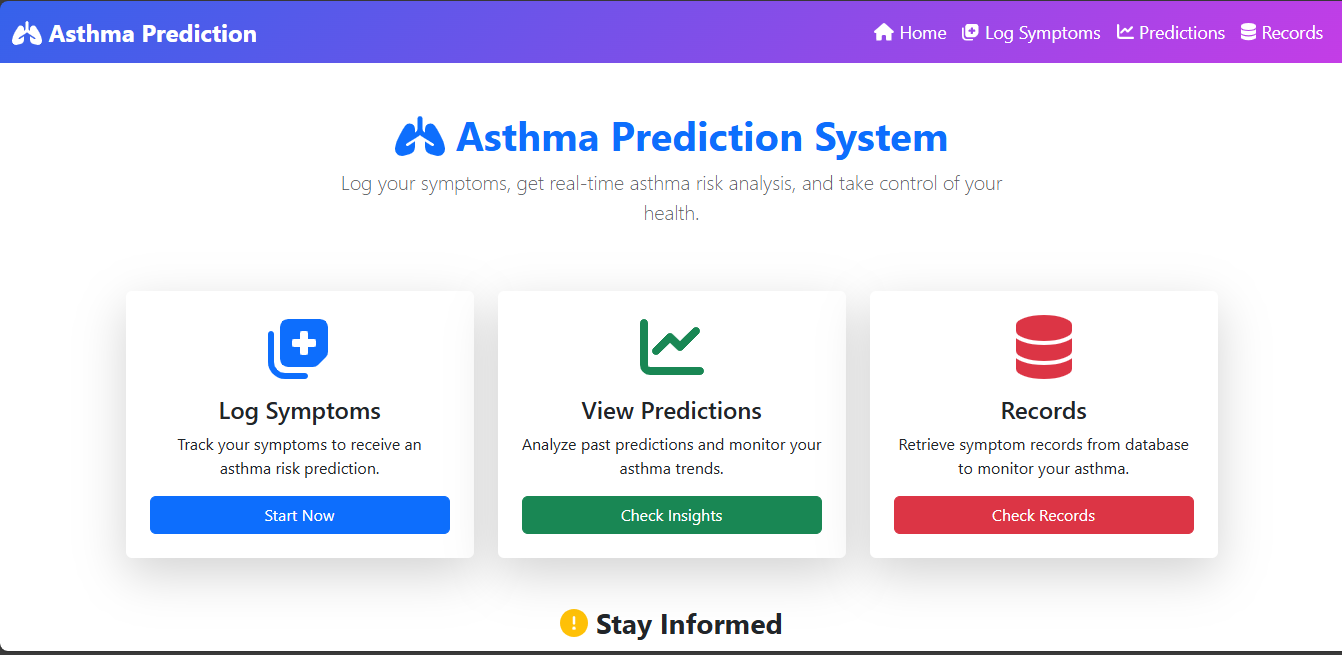 Asthma Prediction
Home
Log Symptoms
Predictions
Records
Asthma Prediction System
Log your symptoms, get real-time asthma risk analysis, and take control of your
health.
Log Symptoms
Track your symptoms to receive an
asthma risk prediction.
Start Now
View Predictions
Analyze past predictions and monitor your
asthma trends.
Check Insights
Records
Retrieve symptom records from database
to monitor your asthma.
Check Records
Stay Informed